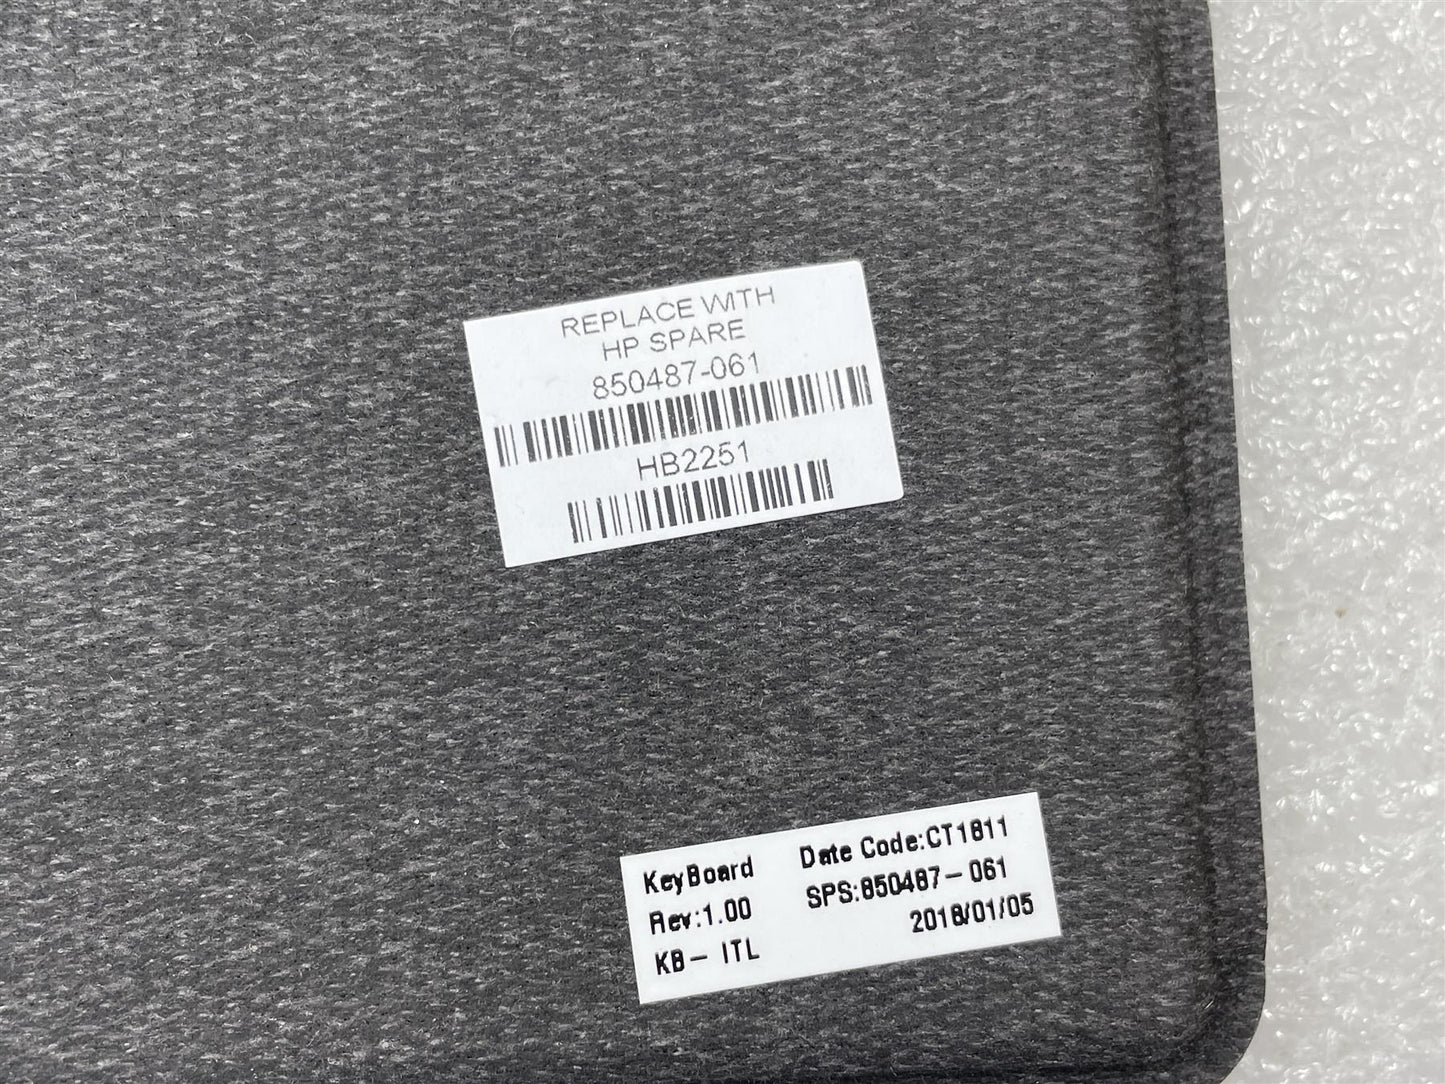 REPLACE WITH
HP SPARE
850487-061
HB2251
KeyBoard Date Code:CT1811
Rev:1.00 SPS:850487-061
KB- ITL 2018/01/05